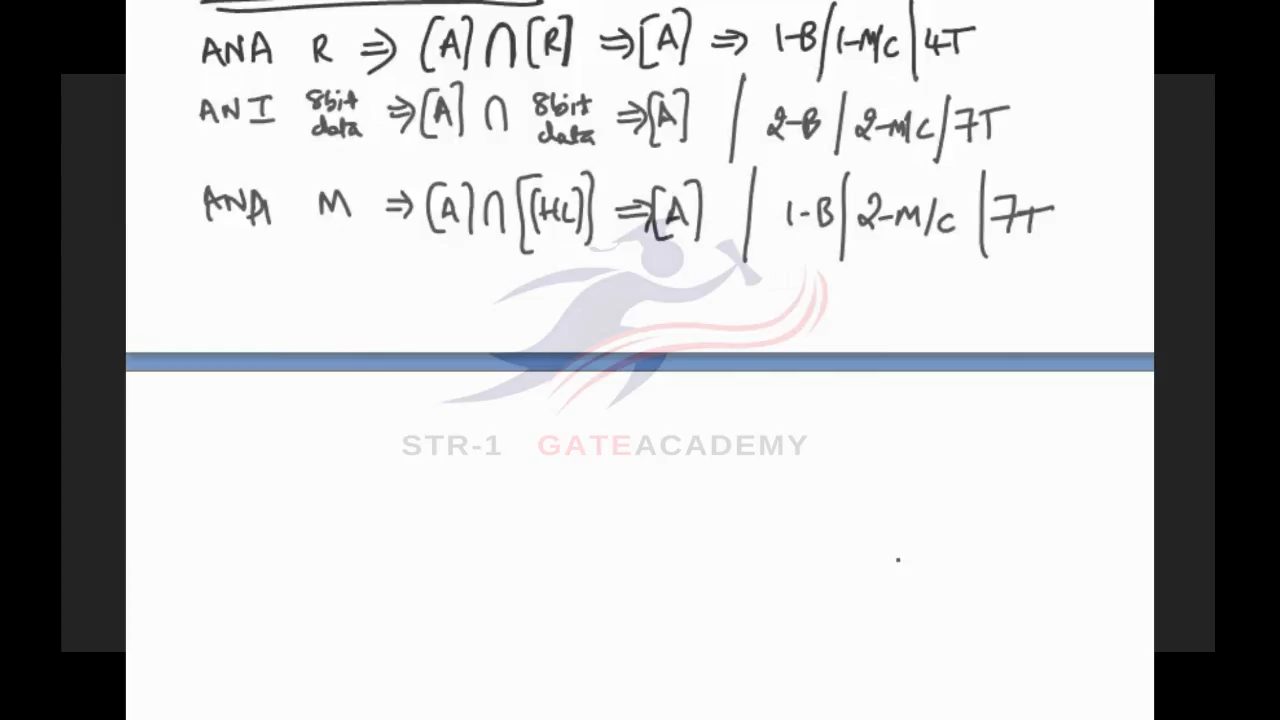 ANA R ⇒ [A] ∩ [R] ⇒ [A] ⇒ 1-B | 1-M/C | 4T
ANI 8bit data ⇒ [A] ∩ 8bit data ⇒ [A] | 2-B | 2-M/C | 7T
ANA M ⇒ [A] ∩ [(HL)] ⇒ [A] | 1-B | 2-M/C | 7T
STR-1 GATEACADEMY